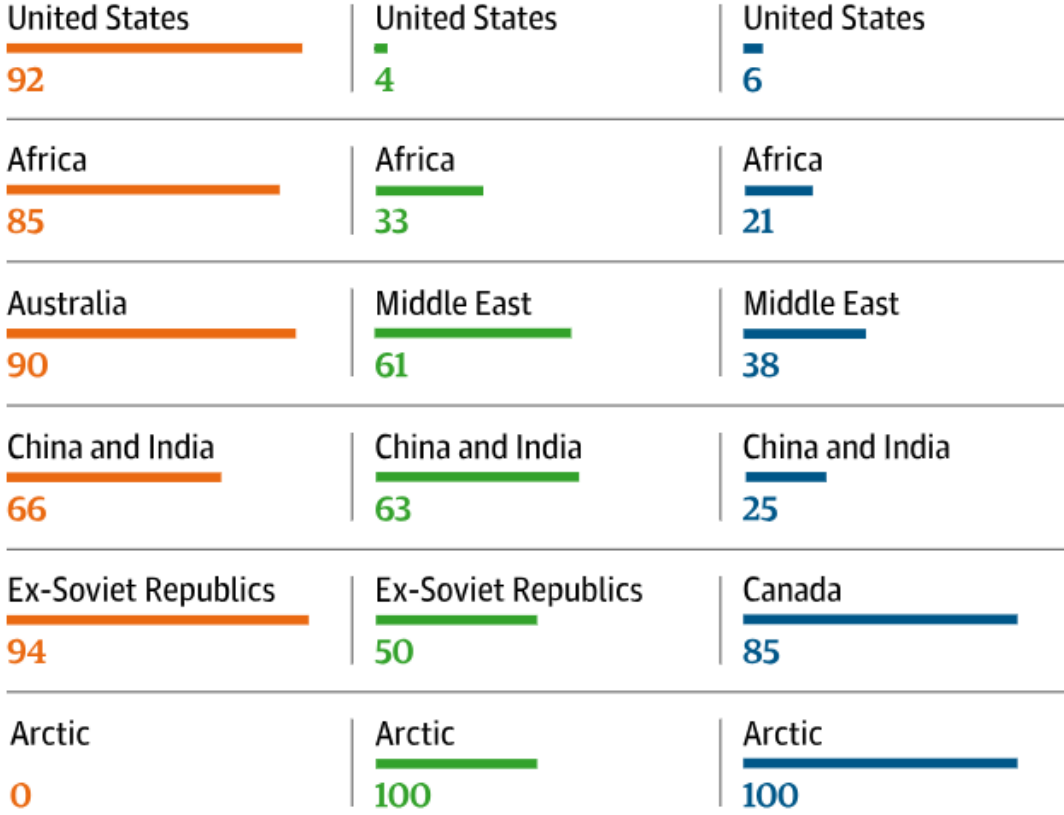 United States United States United States
92 4 6
Africa Africa Africa
85 33 21
Australia Middle East Middle East
90 61 38
China and India China and India China and India
66 63 25
Ex-Soviet Republics Ex-Soviet Republics Canada
94 50 85
Arctic Arctic Arctic
0 100 100